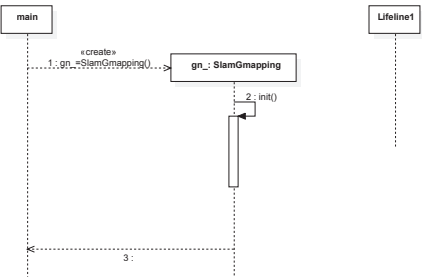 main
Lifeline1
«create»
1 : gn_=SlamGmapping()
gn_: SlamGmapping
2 : init()
3 :